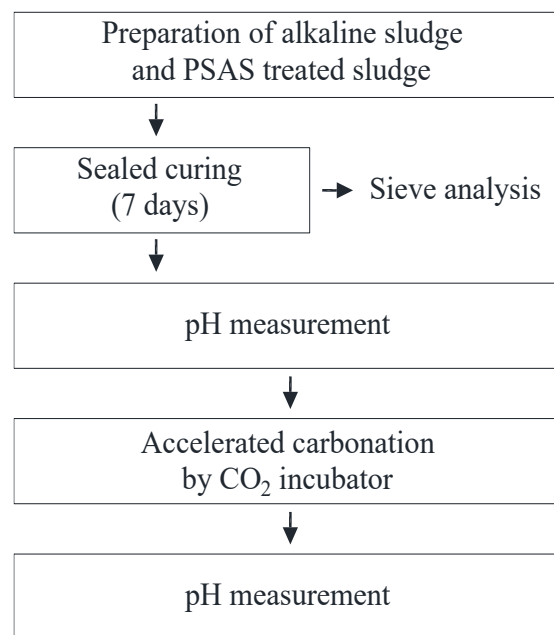 Preparation of alkaline sludge
and PSAS treated sludge
Sealed curing
(7 days)
Sieve analysis
pH measurement
Accelerated carbonation
by CO₂ incubator
pH measurement